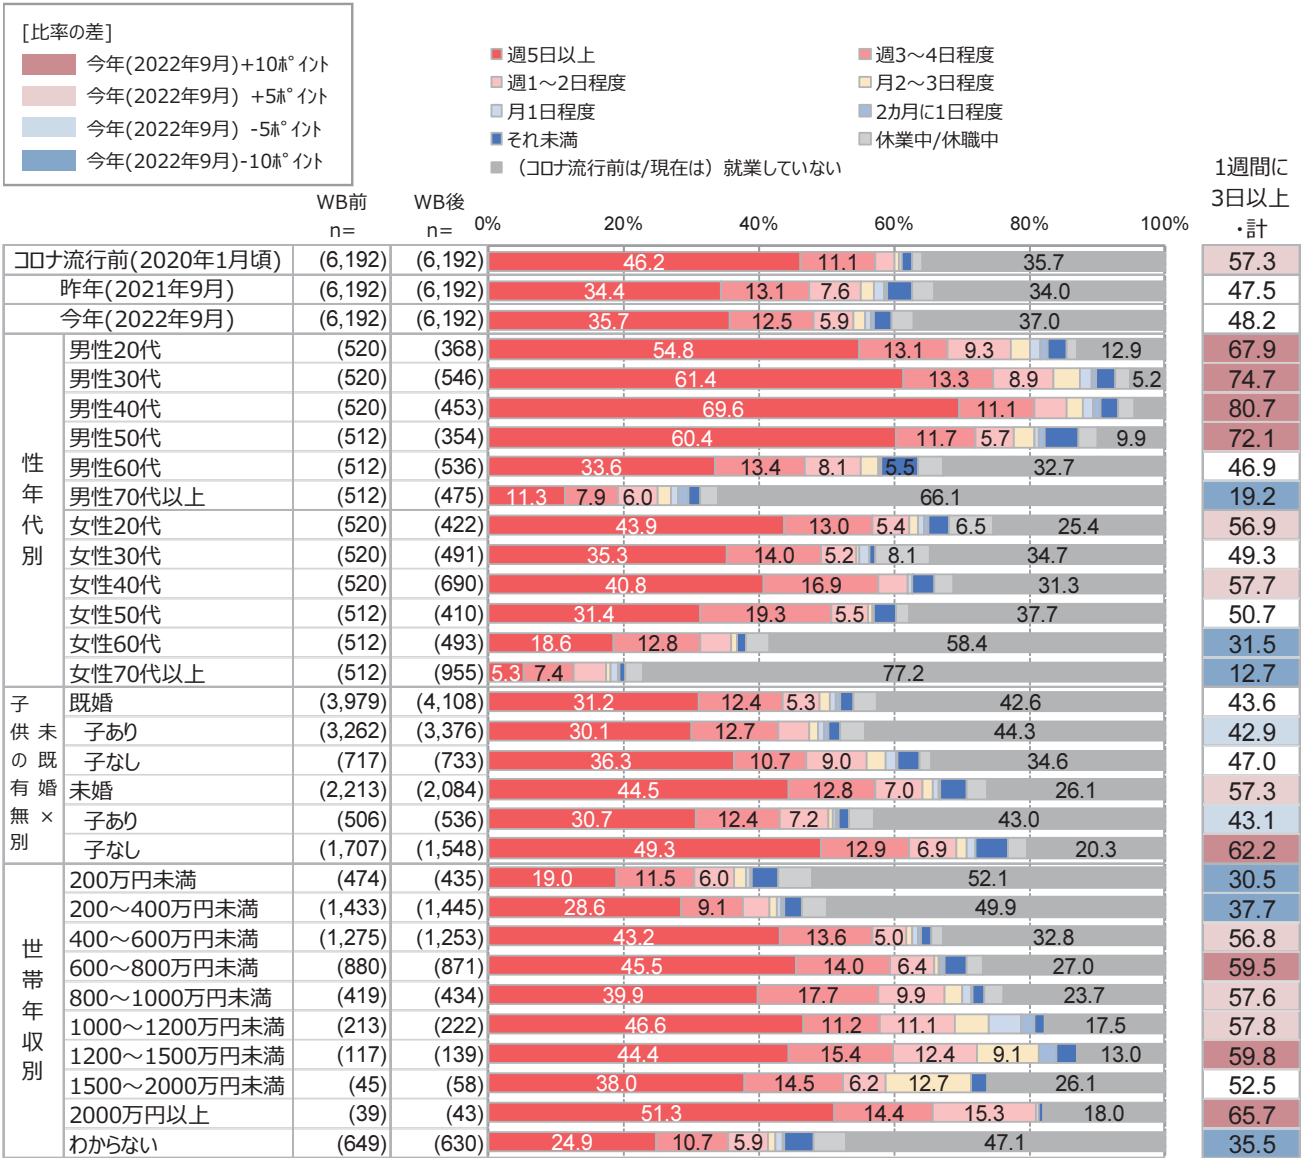 [比率の差]
今年(2022年9月)+10ﾎﾟｲﾝﾄ
今年(2022年9月) +5ﾎﾟｲﾝﾄ
今年(2022年9月) -5ﾎﾟｲﾝﾄ
今年(2022年9月)-10ﾎﾟｲﾝﾄ
週5日以上 週3～4日程度
週1～2日程度 月2～3日程度
月1日程度 2カ月に1日程度
それ未満 休業中/休職中
（コロナ流行前は/現在は）就業していない
1週間に
3日以上
・計
WB前 WB後
n= n= 0% 20% 40% 60% 80% 100%
コロナ流行前(2020年1月頃) (6,192) (6,192) 46.2 11.1 35.7 57.3
昨年(2021年9月) (6,192) (6,192) 34.4 13.1 7.6 34.0 47.5
今年(2022年9月) (6,192) (6,192) 35.7 12.5 5.9 37.0 48.2
性年代別
男性20代 (520) (368) 54.8 13.1 9.3 12.9 67.9
男性30代 (520) (546) 61.4 13.3 8.9 5.2 74.7
男性40代 (520) (453) 69.6 11.1 80.7
男性50代 (512) (354) 60.4 11.7 5.7 9.9 72.1
男性60代 (512) (536) 33.6 13.4 8.1 5.5 32.7 46.9
男性70代以上 (512) (475) 11.3 7.9 6.0 66.1 19.2
女性20代 (520) (422) 43.9 13.0 5.4 6.5 25.4 56.9
女性30代 (520) (491) 35.3 14.0 5.2 8.1 34.7 49.3
女性40代 (520) (690) 40.8 16.9 31.3 57.7
女性50代 (512) (410) 31.4 19.3 5.5 37.7 50.7
女性60代 (512) (493) 18.6 12.8 58.4 31.5
女性70代以上 (512) (955) 5.3 7.4 77.2 12.7
未既婚×子供の有無別
既婚 (3,979) (4,108) 31.2 12.4 5.3 42.6 43.6
子あり (3,262) (3,376) 30.1 12.7 44.3 42.9
子なし (717) (733) 36.3 10.7 9.0 34.6 47.0
未婚 (2,213) (2,084) 44.5 12.8 7.0 26.1 57.3
子あり (506) (536) 30.7 12.4 7.2 43.0 43.1
子なし (1,707) (1,548) 49.3 12.9 6.9 20.3 62.2
世帯年収別
200万円未満 (474) (435) 19.0 11.5 6.0 52.1 30.5
200～400万円未満 (1,433) (1,445) 28.6 9.1 49.9 37.7
400～600万円未満 (1,275) (1,253) 43.2 13.6 5.0 32.8 56.8
600～800万円未満 (880) (871) 45.5 14.0 6.4 27.0 59.5
800～1000万円未満 (419) (434) 39.9 17.7 9.9 23.7 57.6
1000～1200万円未満 (213) (222) 46.6 11.2 11.1 17.5 57.8
1200～1500万円未満 (117) (139) 44.4 15.4 12.4 9.1 13.0 59.8
1500～2000万円未満 (45) (58) 38.0 14.5 6.2 12.7 26.1 52.5
2000万円以上 (39) (43) 51.3 14.4 15.3 18.0 65.7
わからない (649) (630) 24.9 10.7 5.9 47.1 35.5